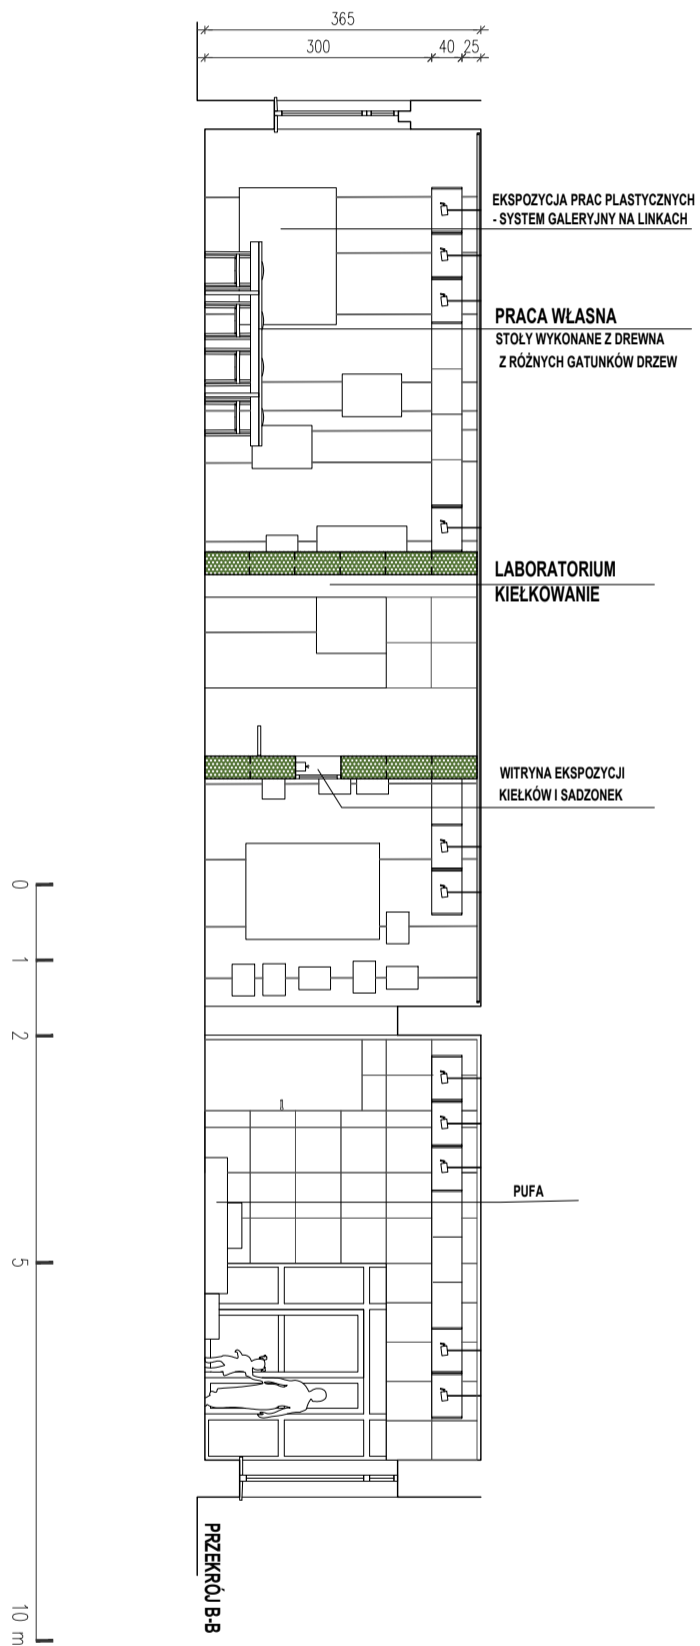 365
300
40
25
EKSPOZYCJA PRAC PLASTYCZNYCH
- SYSTEM GALERYJNY NA LINKACH
PRACA WŁASNA
STOŁY WYKONANE Z DREWNA
Z RÓŻNYCH GATUNKÓW DRZEW
LABORATORIUM
KIEŁKOWANIE
WITRYNA EKSPOZYCJI
KIEŁKÓW I SADZONEK
PUFA
PRZEKRÓJ B-B
0
1
2
5
10 m